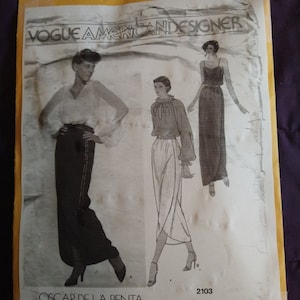 VOGUE AMERICAN DESIGNER
2103
OSCAR DE LA RENTA